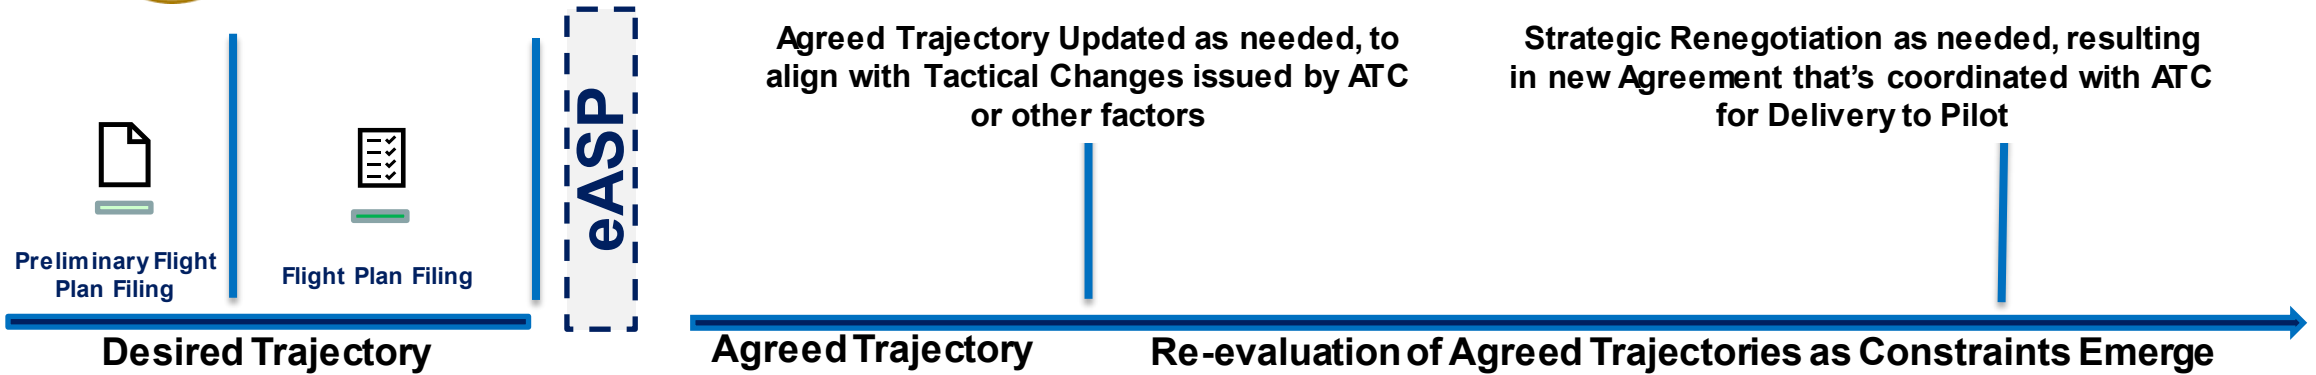 Preliminary Flight
Plan Filing
Flight Plan Filing
Desired Trajectory
eASP
Agreed Trajectory Updated as needed, to
align with Tactical Changes issued by ATC
or other factors
Strategic Renegotiation as needed, resulting
in new Agreement that's coordinated with ATC
for Delivery to Pilot
Agreed Trajectory
Re-evaluation of Agreed Trajectories as Constraints Emerge